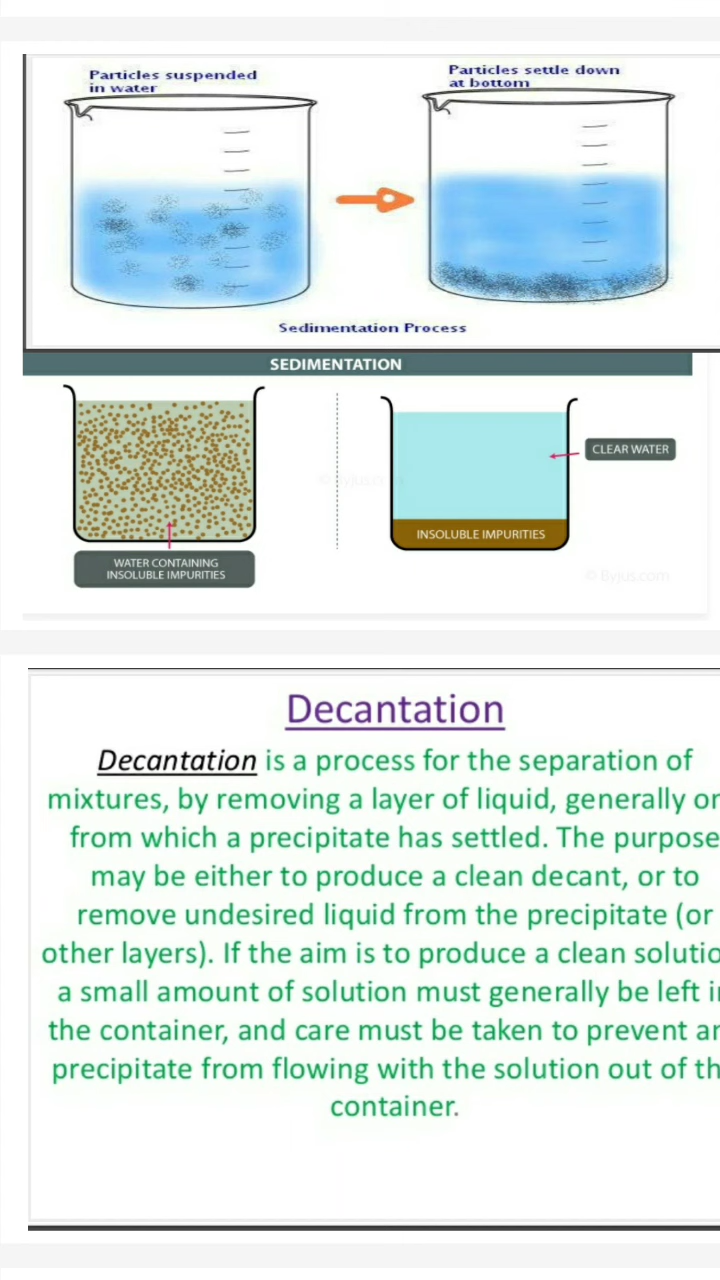 Particles suspended
in water
Particles settle down
at bottom
Sedimentation Process
SEDIMENTATION
© Byjus.com
CLEAR WATER
INSOLUBLE IMPURITIES
WATER CONTAINING
INSOLUBLE IMPURITIES
© Byjus.com
Decantation
Decantation is a process for the separation of
mixtures, by removing a layer of liquid, generally
from which a precipitate has settled. The purpose
may be either to produce a clean decant, or to
remove undesired liquid from the precipitate (or
other layers). If the aim is to produce a clean
a small amount of solution must generally be left
the container, and care must be taken to prevent
precipitate from flowing with the solution out of
container.